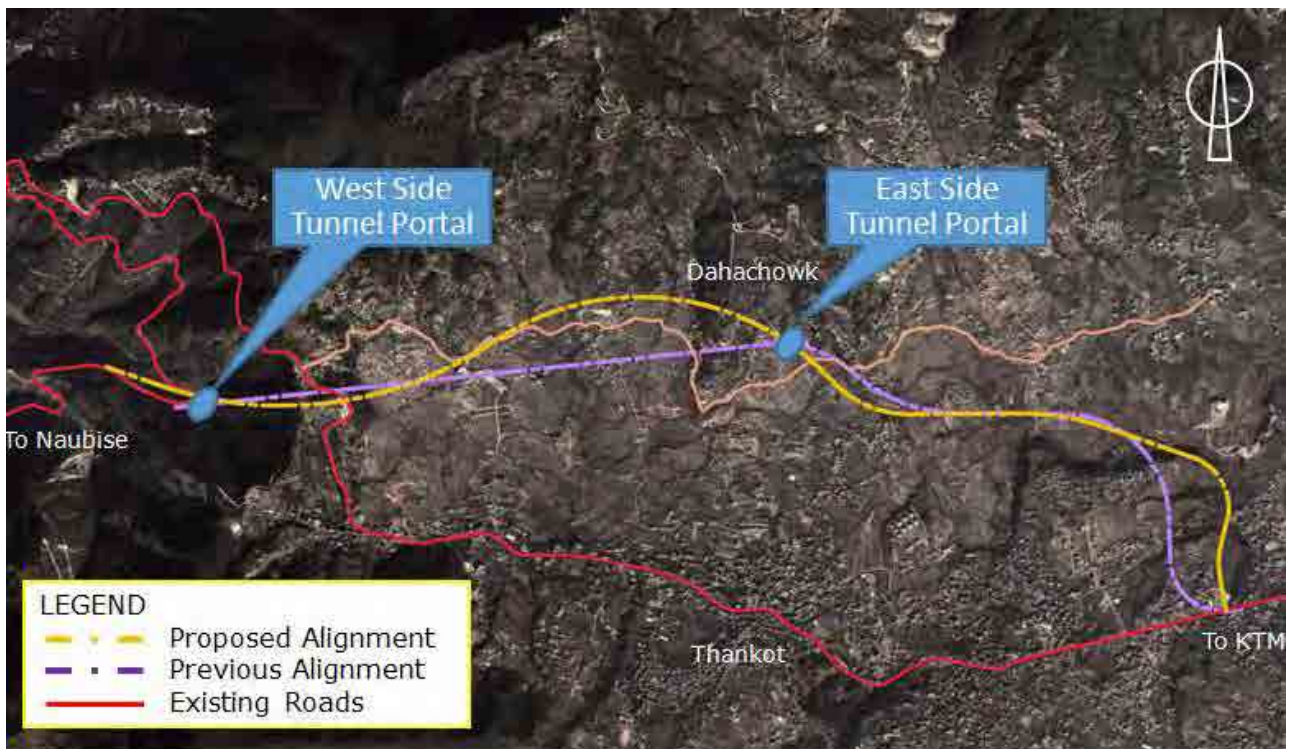 West Side
Tunnel Portal
East Side
Tunnel Portal
Dahachowk
To Naubise
Thankot
To KTM
LEGEND
Proposed Alignment
Previous Alignment
Existing Roads